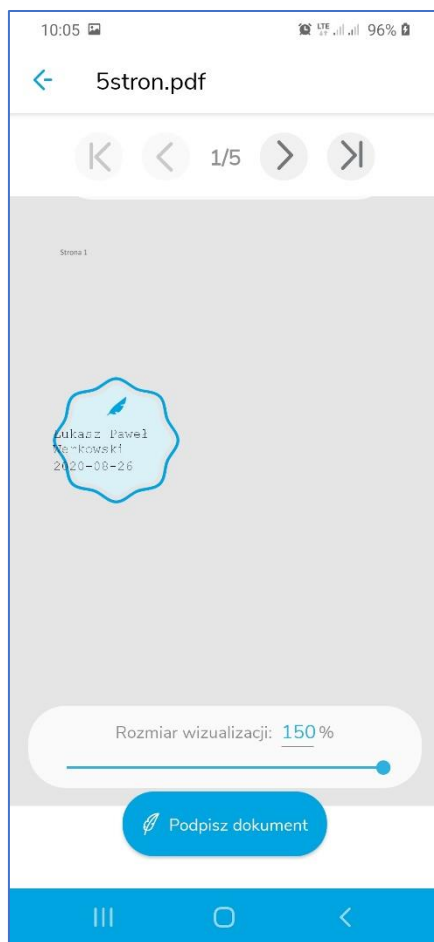 10:05 LTE 96%
5stron.pdf
1/5
Strona 1
Łukasz Paweł
2020-08-26
Rozmiar wizualizacji: 150 %
Podpisz dokument